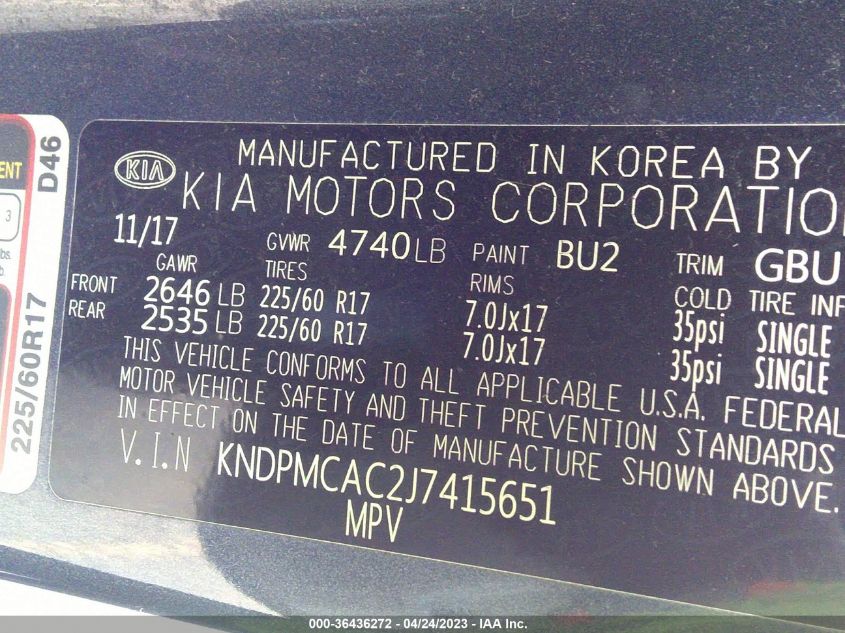 ENT
3
bs.
b
D46
225/60R17
KIA
MANUFACTURED IN KOREA BY
KIA MOTORS CORPORATION
11/17 GVWR 4740LB PAINT BU2 TRIM GBU
GAWR TIRES RIMS COLD TIRE INF
FRONT 2646 LB 225/60 R17 7.0Jx17 35psi SINGLE
REAR 2535 LB 225/60 R17 7.0Jx17 35psi SINGLE
THIS VEHICLE CONFORMS TO ALL APPLICABLE U.S.A. FEDERAL
MOTOR VEHICLE SAFETY AND THEFT PREVENTION STANDARDS
IN EFFECT ON THE DATE OF MANUFACTURE SHOWN ABOVE.
V.I.N KNDPMCAC2J7415651
MPV
000-36436272 - 04/24/2023 - IAA Inc.